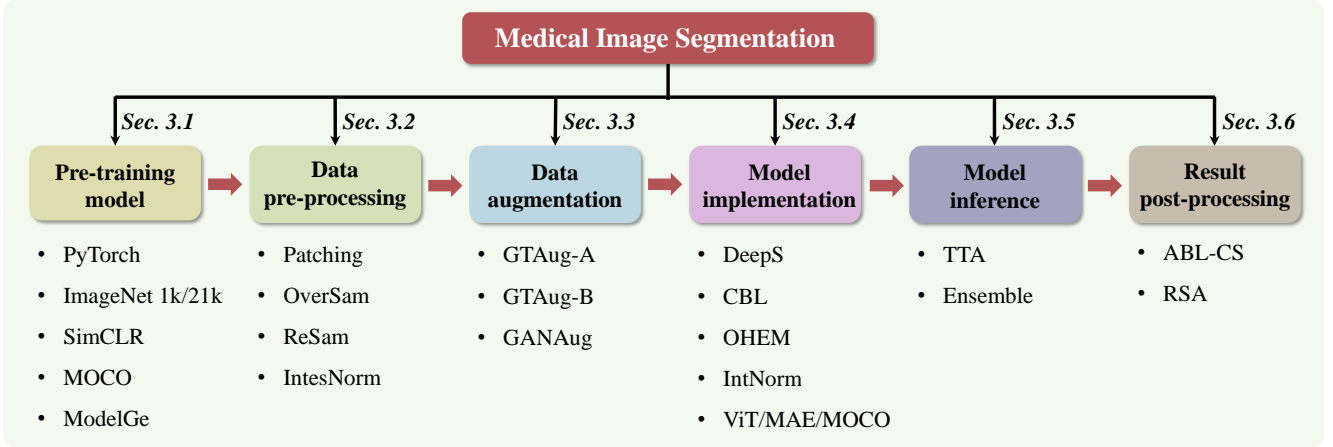 Medical Image Segmentation
Sec. 3.1
Sec. 3.2
Sec. 3.3
Sec. 3.4
Sec. 3.5
Sec. 3.6
Pre-training
model
Data
pre-processing
Data
augmentation
Model
implementation
Model
inference
Result
post-processing
• PyTorch
• ImageNet 1k/21k
• SimCLR
• MOCO
• ModelGe
• Patching
• OverSam
• ReSam
• IntesNorm
• GTAug-A
• GTAug-B
• GANAug
• DeepS
• CBL
• OHEM
• IntNorm
• ViT/MAE/MOCO
• TTA
• Ensemble
• ABL-CS
• RSA